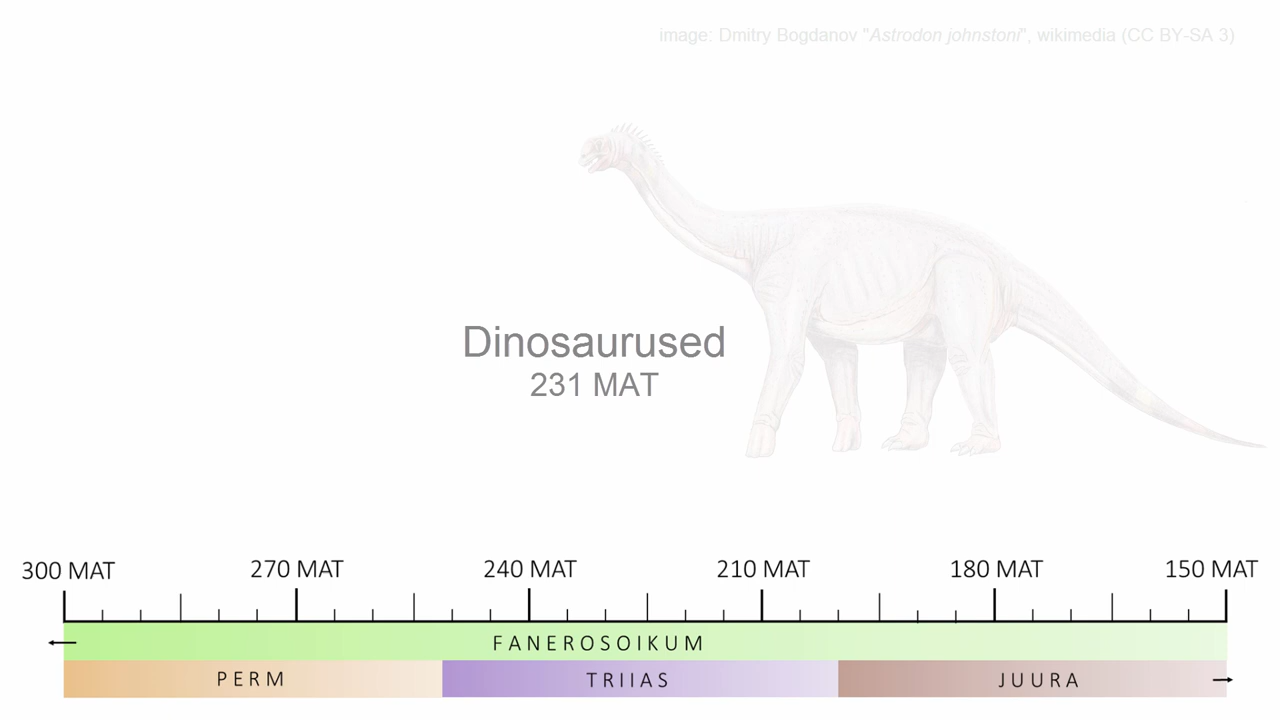 image: Dmitry Bogdanov "Astrodon johnstoni", wikimedia (CC BY-SA 3)
Dinosaurused
231 MAT
300 MAT 270 MAT 240 MAT 210 MAT 180 MAT 150 MAT
FANEROSOIKUM
PERM TRIIAS JUURA